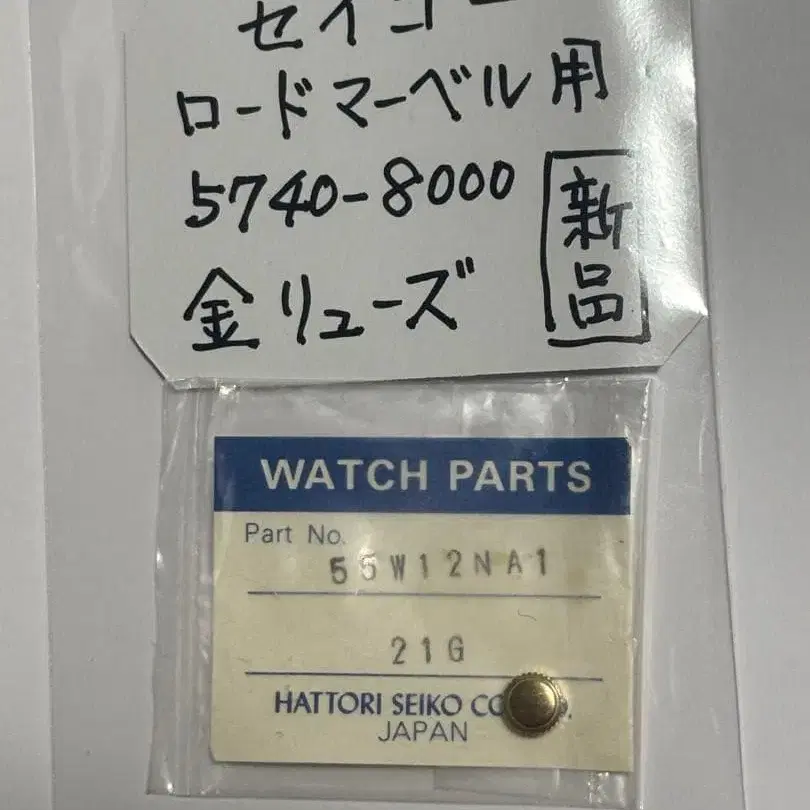 セイコー
ロードマーベル用
5740-8000
金リューズ
新品
WATCH PARTS
Part No.
55W12NA1
21G
HATTORI SEIKO CO
JAPAN